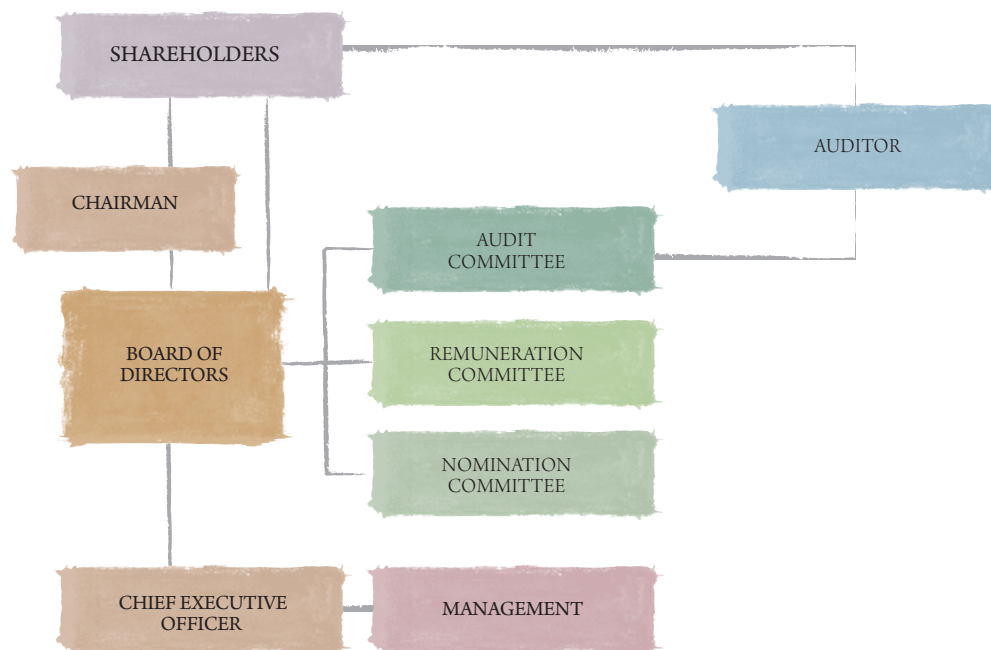 SHAREHOLDERS
AUDITOR
CHAIRMAN
AUDIT
COMMITTEE
BOARD OF
DIRECTORS
REMUNERATION
COMMITTEE
NOMINATION
COMMITTEE
CHIEF EXECUTIVE
OFFICER
MANAGEMENT